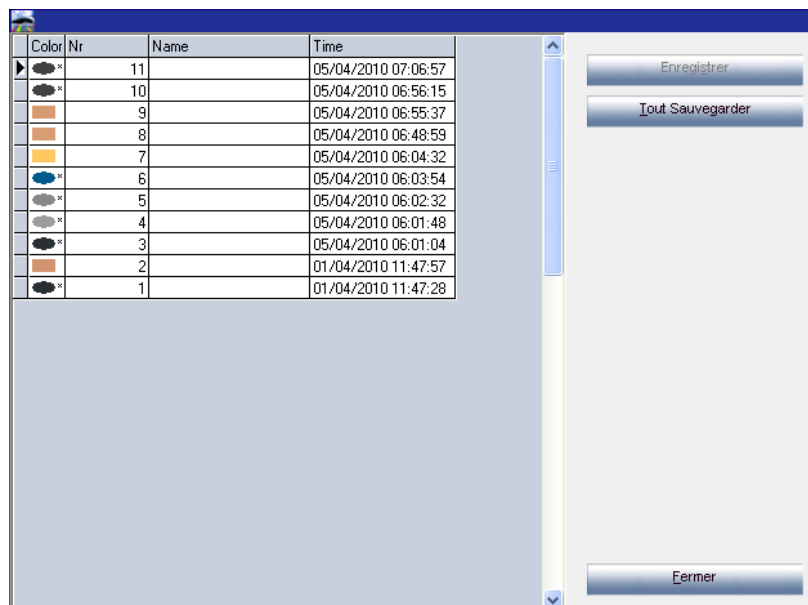 Color Nr Name Time
11 05/04/2010 07:06:57
10 05/04/2010 06:56:15
9 05/04/2010 06:55:37
8 05/04/2010 06:48:59
7 05/04/2010 06:04:32
6 05/04/2010 06:03:54
5 05/04/2010 06:02:32
4 05/04/2010 06:01:48
3 05/04/2010 06:01:04
2 01/04/2010 11:47:57
1 01/04/2010 11:47:28
Enregistrer
Tout Sauvegarder
Fermer